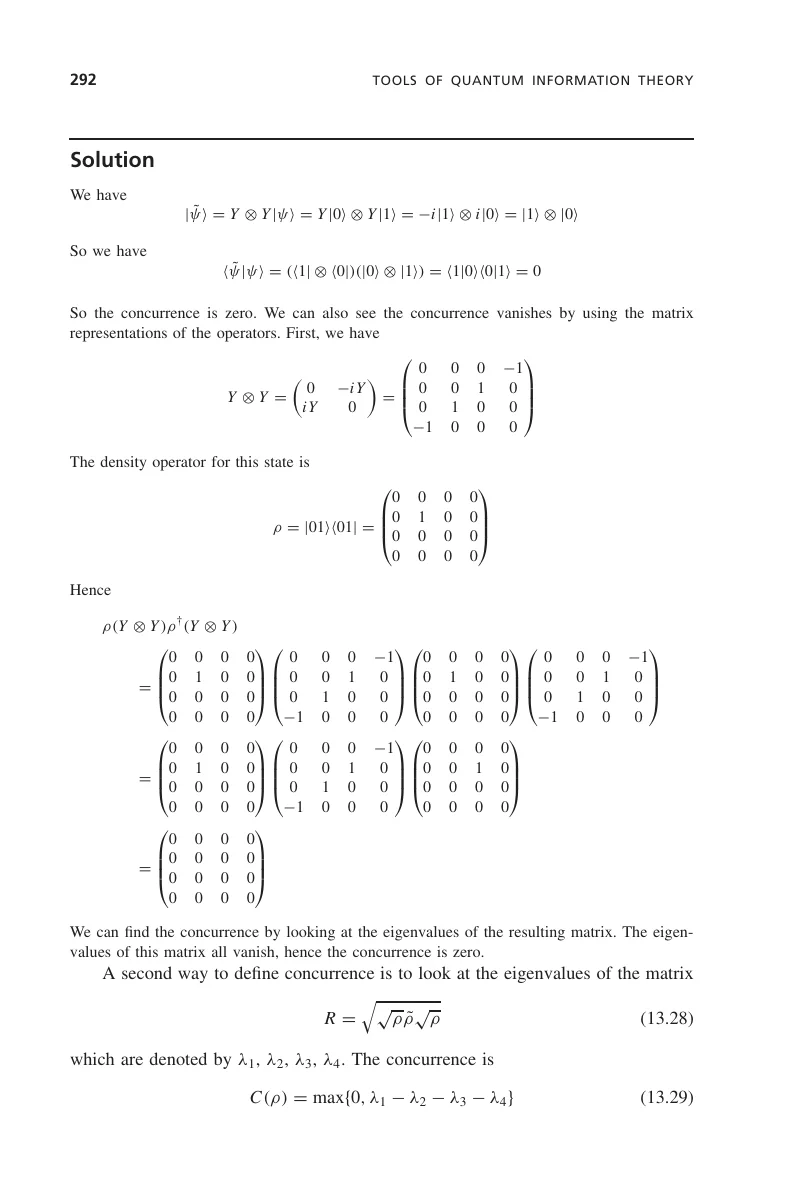 292 TOOLS OF QUANTUM INFORMATION THEORY
Solution
We have
|ψ̃⟩ = Y ⊗ Y|ψ⟩ = Y|0⟩ ⊗ Y|1⟩ = −i|1⟩ ⊗ i|0⟩ = |1⟩ ⊗ |0⟩
So we have
⟨ψ̃|ψ⟩ = (⟨1| ⊗ ⟨0|)(|0⟩ ⊗ |1⟩) = ⟨1|0⟩⟨0|1⟩ = 0
So the concurrence is zero. We can also see the concurrence vanishes by using the matrix
representations of the operators. First, we have
Y ⊗ Y = ( 0 −iY ; iY 0 ) = ( 0 0 0 −1 ; 0 0 1 0 ; 0 1 0 0 ; −1 0 0 0 )
The density operator for this state is
ρ = |01⟩⟨01| = ( 0 0 0 0 ; 0 1 0 0 ; 0 0 0 0 ; 0 0 0 0 )
Hence
ρ(Y ⊗ Y)ρ†(Y ⊗ Y)
= ( 0 0 0 0 ; 0 1 0 0 ; 0 0 0 0 ; 0 0 0 0 ) ( 0 0 0 −1 ; 0 0 1 0 ; 0 1 0 0 ; −1 0 0 0 ) ( 0 0 0 0 ; 0 1 0 0 ; 0 0 0 0 ; 0 0 0 0 ) ( 0 0 0 −1 ; 0 0 1 0 ; 0 1 0 0 ; −1 0 0 0 )
= ( 0 0 0 0 ; 0 1 0 0 ; 0 0 0 0 ; 0 0 0 0 ) ( 0 0 0 −1 ; 0 0 1 0 ; 0 1 0 0 ; −1 0 0 0 ) ( 0 0 0 0 ; 0 0 1 0 ; 0 0 0 0 ; 0 0 0 0 )
= ( 0 0 0 0 ; 0 0 0 0 ; 0 0 0 0 ; 0 0 0 0 )
We can find the concurrence by looking at the eigenvalues of the resulting matrix. The eigen-
values of this matrix all vanish, hence the concurrence is zero.
A second way to define concurrence is to look at the eigenvalues of the matrix
R = √(√ρ ρ̃ √ρ) (13.28)
which are denoted by λ₁, λ₂, λ₃, λ₄. The concurrence is
C(ρ) = max{0, λ₁ − λ₂ − λ₃ − λ₄} (13.29)